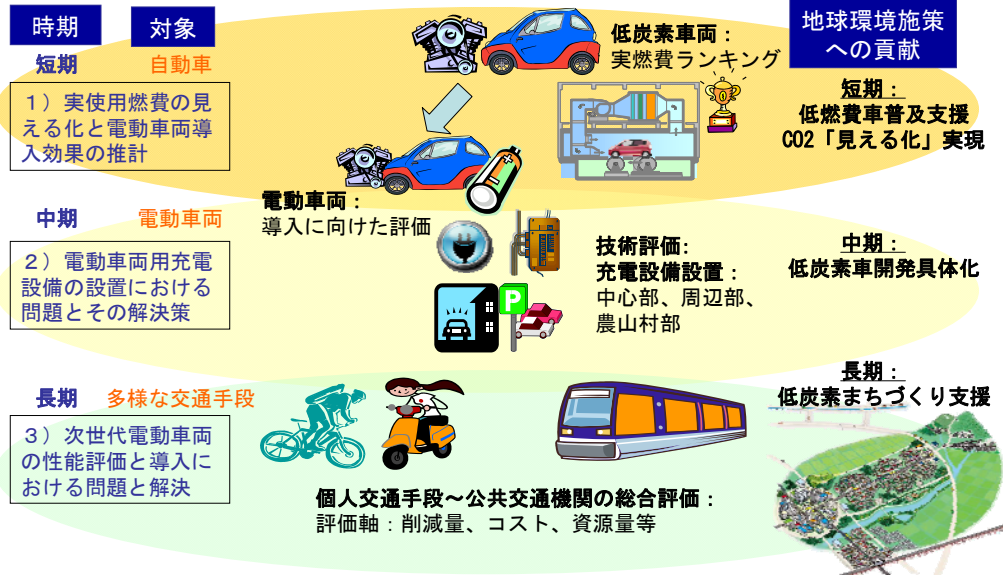 時期
対象
地球環境施策
への貢献
短期
自動車
1）実使用燃費の見
える化と電動車両導
入効果の推計
低炭素車両：
実燃費ランキング
短期：
低燃費車普及支援
CO2「見える化」実現
電動車両：
導入に向けた評価
中期
電動車両
2）電動車両用充電
設備の設置における
問題とその解決策
P
技術評価:
充電設備設置：
中心部、周辺部、
農山村部
中期：
低炭素車開発具体化
長期
多様な交通手段
3）次世代電動車両
の性能評価と導入に
おける問題と解決
個人交通手段～公共交通機関の総合評価：
評価軸：削減量、コスト、資源量等
長期：
低炭素まちづくり支援